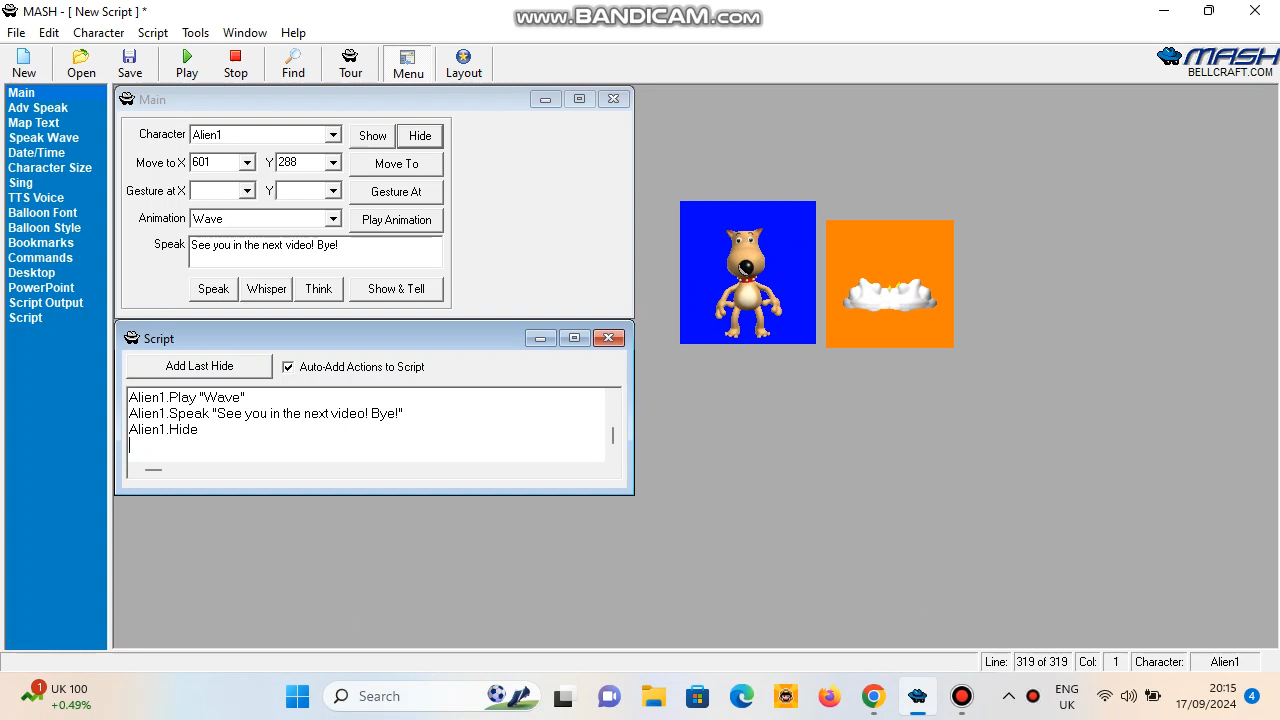 MASH - [ New Script ] *
www.BANDICAM.com
File Edit Character Script Tools Window Help
New Open Save Play Stop Find Tour Menu Layout
MASH
BELLCRAFT.COM
Main
Adv Speak
Map Text
Speak Wave
Date/Time
Character Size
Sing
TTS Voice
Balloon Font
Balloon Style
Bookmarks
Commands
Desktop
PowerPoint
Script Output
Script
Main
Character Alien1 Show Hide
Move to X 601 Y 288 Move To
Gesture at X Y Gesture At
Animation Wave Play Animation
Speak See you in the next video! Bye!
Speak Whisper Think Show & Tell
Script
Add Last Hide Auto-Add Actions to Script
Alien1.Play "Wave"
Alien1.Speak "See you in the next video! Bye!"
Alien1.Hide
Line: 319 of 319 Col: 1 Character: Alien1
1 UK 100
+0.49%
Search
ENG
UK
20:15
17/09/2024
4